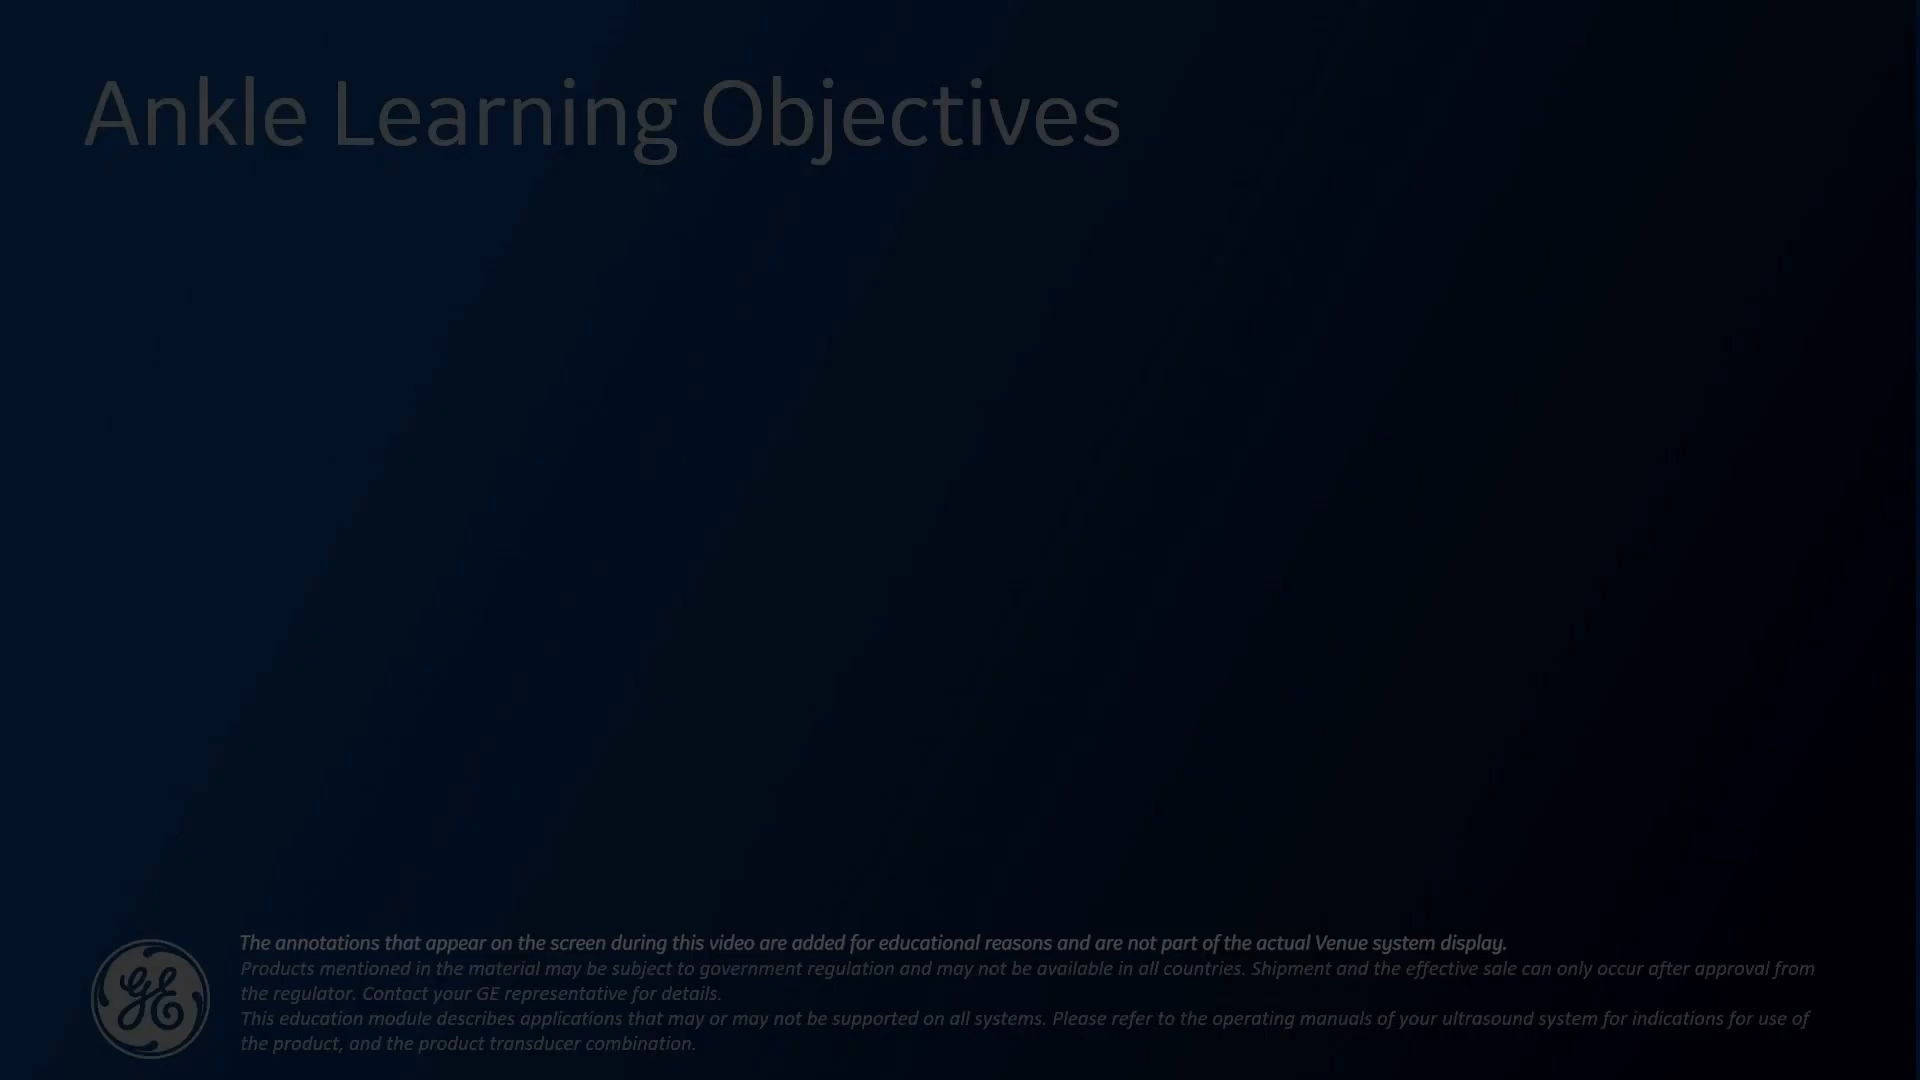 Ankle Learning Objectives
The annotations that appear on the screen during this video are added for educational reasons and are not part of the actual Venue system display.
Products mentioned in the material may be subject to government regulation and may not be available in all countries. Shipment and the effective sale can only occur after approval from
the regulator. Contact your GE representative for details.
This education module describes applications that may or may not be supported on all systems. Please refer to the operating manuals of your ultrasound system for indications for use of
the product, and the product transducer combination.
GE